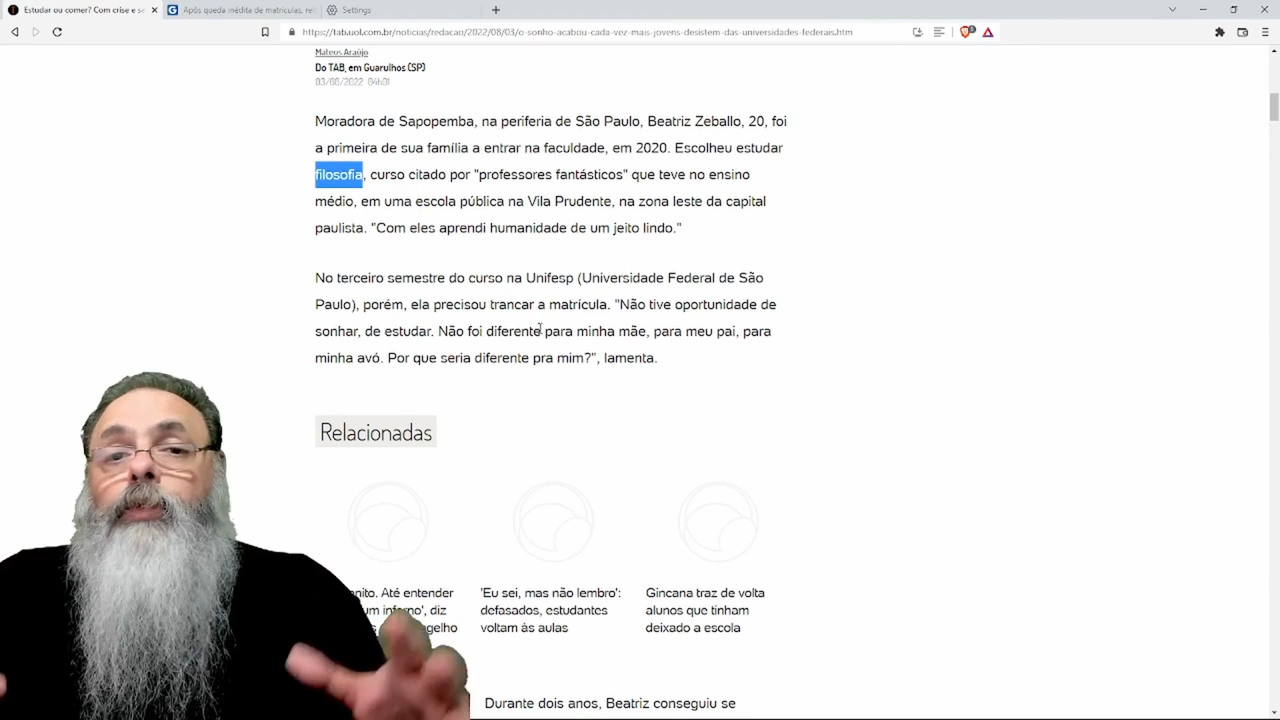 Estudar ou comer? Com crise e se
Após queda inédita de matrículas, rel
Settings
https://tab.uol.com.br/noticias/redacao/2022/08/03/o-sonho-acabou-cada-vez-mais-jovens-desistem-das-universidades-federais.htm
Mateus Araújo
Do TAB, em Guarulhos (SP)
03/08/2022 04h01
Moradora de Sapopemba, na periferia de São Paulo, Beatriz Zeballo, 20, foi
a primeira de sua família a entrar na faculdade, em 2020. Escolheu estudar
filosofia, curso citado por "professores fantásticos" que teve no ensino
médio, em uma escola pública na Vila Prudente, na zona leste da capital
paulista. "Com eles aprendi humanidade de um jeito lindo."
No terceiro semestre do curso na Unifesp (Universidade Federal de São
Paulo), porém, ela precisou trancar a matrícula. "Não tive oportunidade de
sonhar, de estudar. Não foi diferente para minha mãe, para meu pai, para
minha avó. Por que seria diferente pra mim?", lamenta.
Relacionadas
Até entender
diz
'Eu sei, mas não lembro':
defasados, estudantes
voltam às aulas
Gincana traz de volta
alunos que tinham
deixado a escola
Durante dois anos, Beatriz conseguiu se